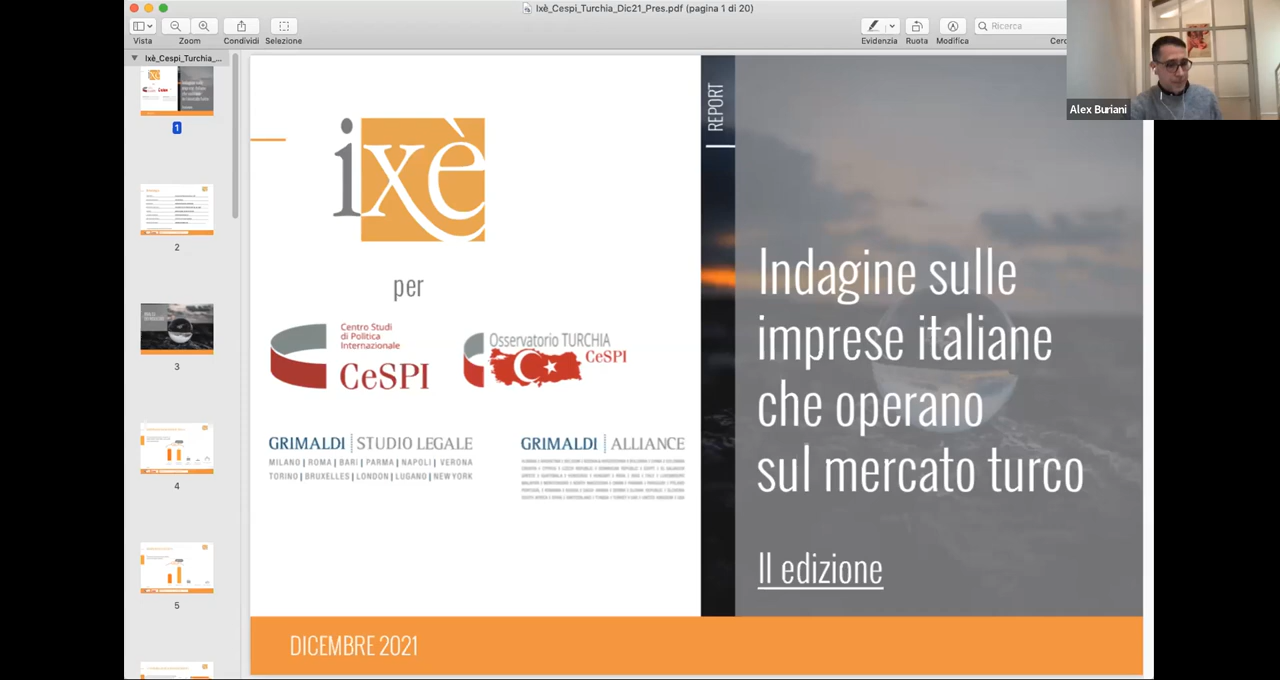 Ixè_Cespi_Turchia_Dic21_Pres.pdf (pagina 1 di 20)
Vista
Zoom
Condividi
Selezione
Evidenzia
Ruota
Modifica
Ricerca
Cerc
Ixè_Cespi_Turchia_...
1
2
3
4
5
ixè
per
Centro Studi
di Politica
Internazionale
CeSPI
Osservatorio TURCHIA
CeSPI
GRIMALDI STUDIO LEGALE
MILANO | ROMA | BARI | PARMA | NAPOLI | VERONA
TORINO | BRUXELLES | LONDON | LUGANO | NEW YORK
GRIMALDI ALLIANCE
REPORT
Indagine sulle
imprese italiane
che operano
sul mercato turco
II edizione
DICEMBRE 2021
Alex Buriani